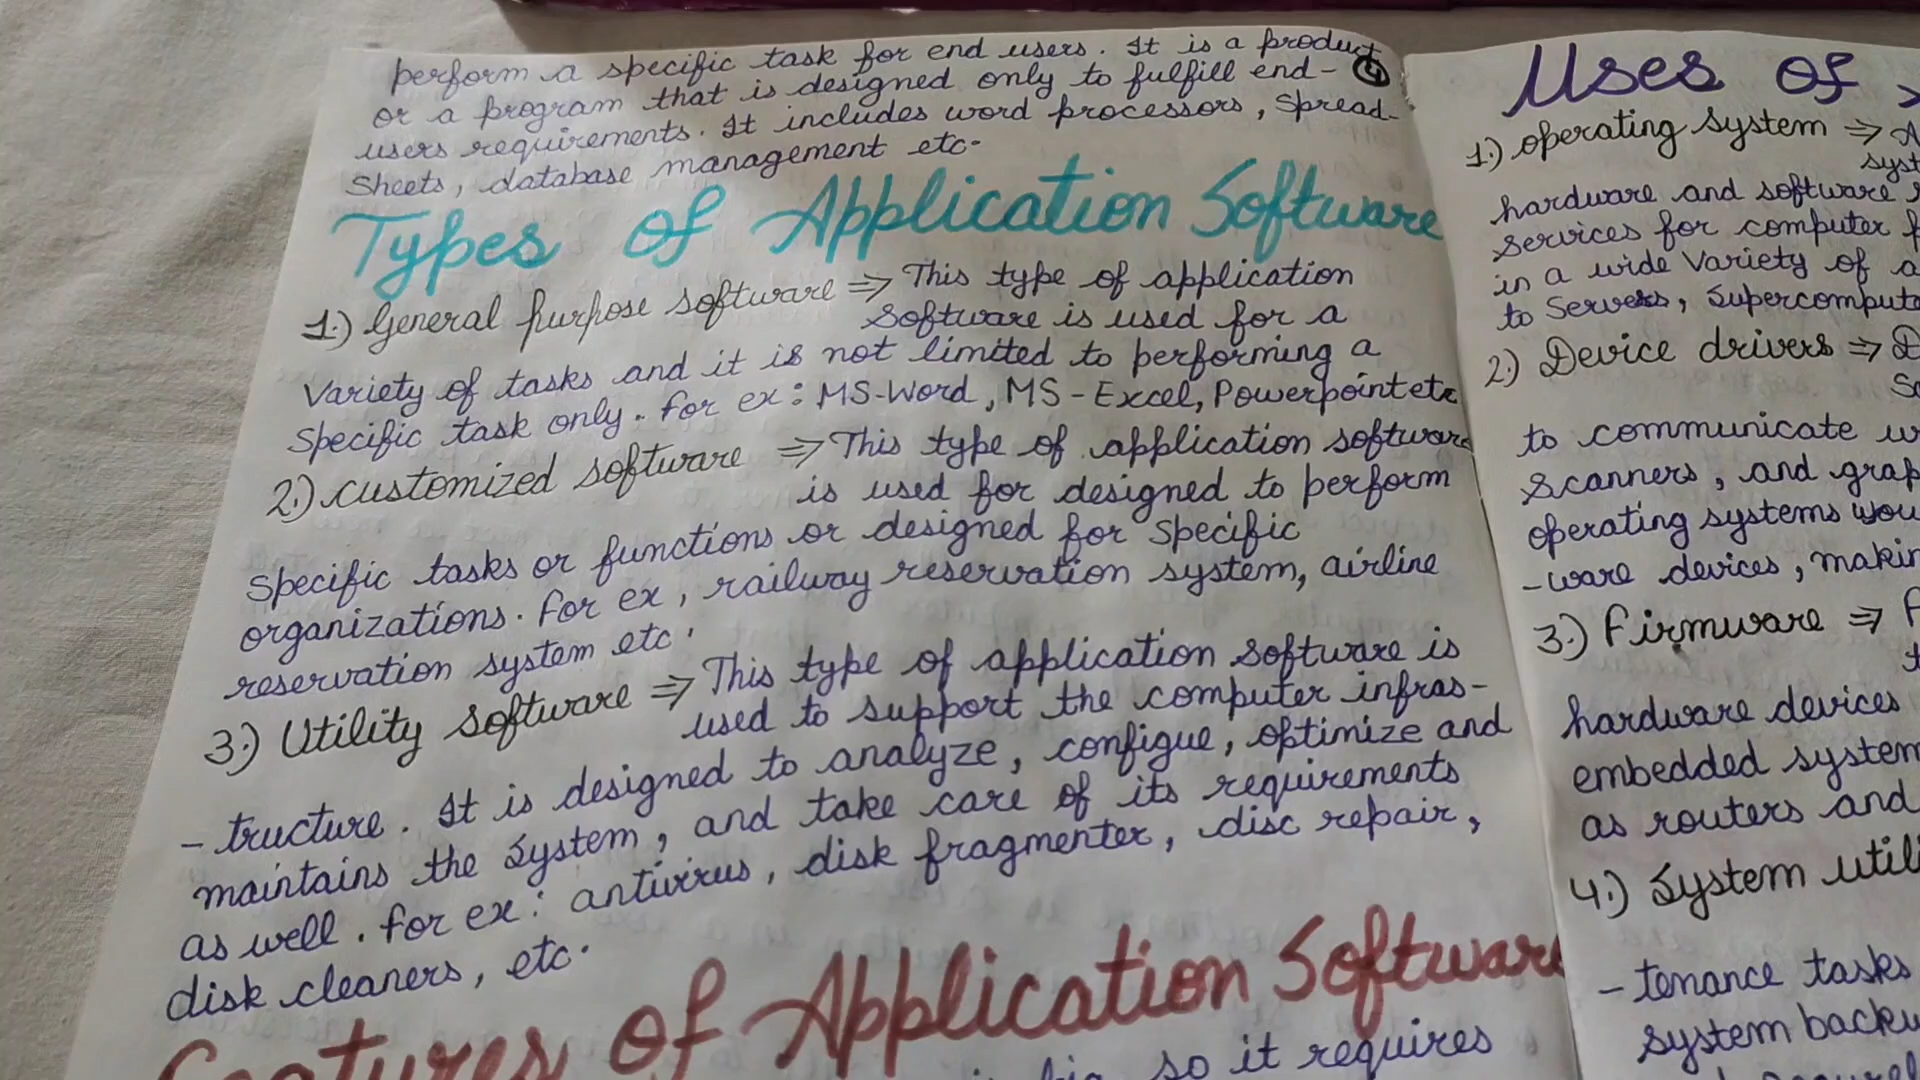 perform a specific task for end users. It is a product
4
or a program that is designed only to fulfill end-
users requirements. It includes word processors, Spread-
Sheets, database management etc.
Types of Application Software
1.) General purpose software ⇒ This type of application
Software is used for a
Variety of tasks and it is not limited to performing a
Specific task only. For ex: MS-Word, MS-Excel, Powerpoint etc
2.) Customized software ⇒ This type of application software
is used for designed to perform
Specific tasks or functions or designed for Specific
organizations. For ex, railway reservation system, airline
reservation system etc.
3.) Utility Software ⇒ This type of application Software is
used to support the computer infras-
-tructure. It is designed to analyze, configue, optimize and
maintains the System, and take care of its requirements
as well. For ex: antivirus, disk fragmenter, disc repair,
disk cleaners, etc.
Features of Application Software
so it requires
Uses of
1.) operating System ⇒
syst
hardware and software
Services for computer
in a wide Variety of
to Servers, Supercompute
2.) Device drivers ⇒ D
to communicate
Scanners, and grap
operating systems wou
-ware devices, makin
3.) Firmware ⇒ F
hardware devices
embedded system
as routers and
4.) System utili
-tenance tasks
system backu